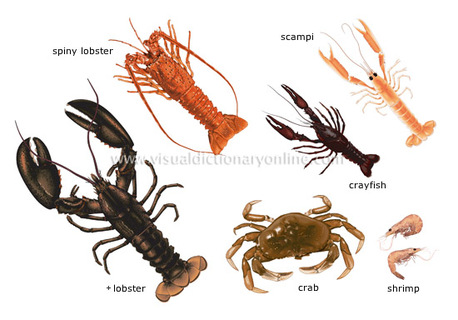 scampi
spiny lobster
www.visualdictionaryonline.com
crayfish
+ lobster
crab
shrimp